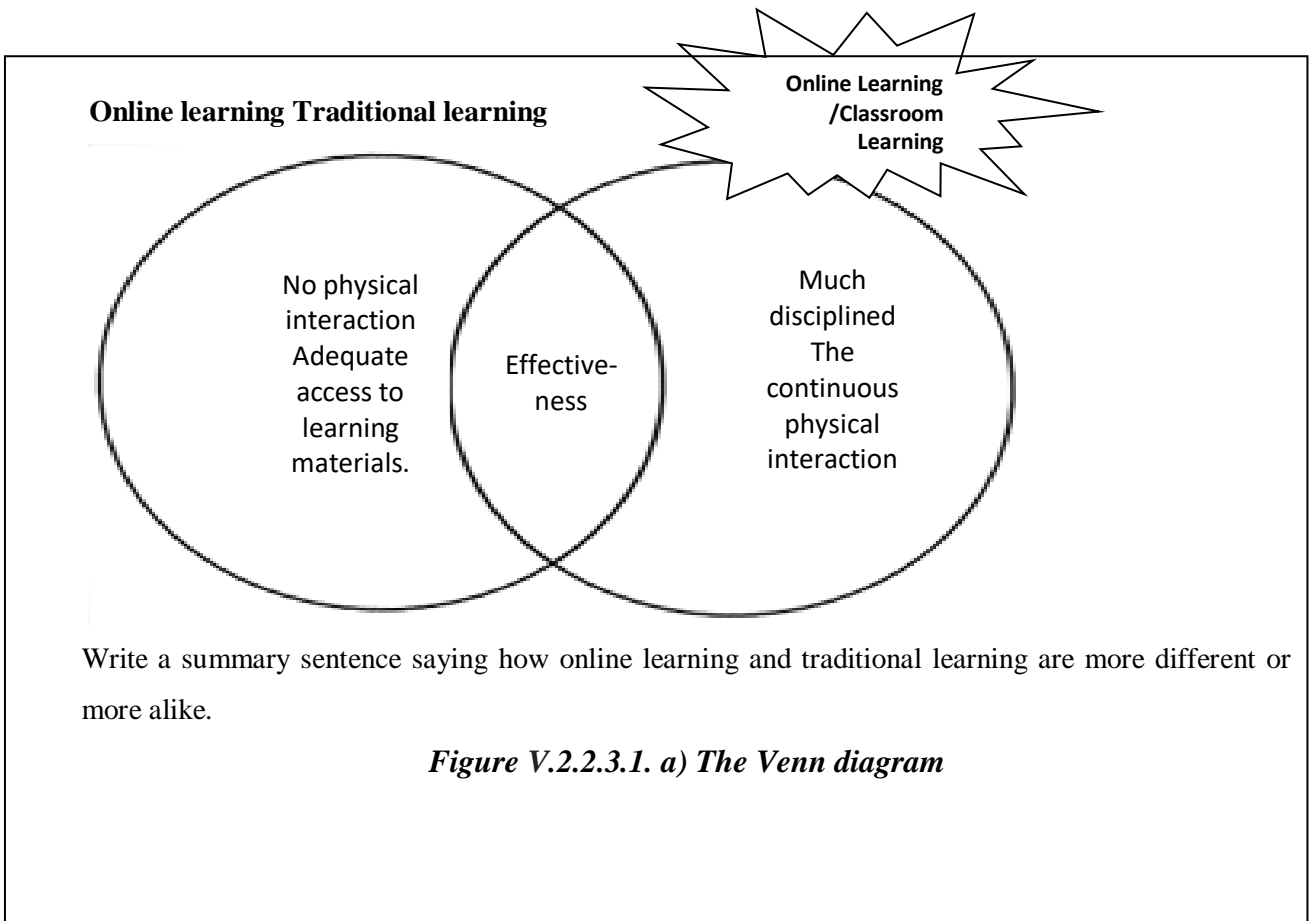 Online Learning
/Classroom
Learning
Online learning Traditional learning
No physical
interaction
Adequate
access to
learning
materials.
Effective-
ness
Much
disciplined
The
continuous
physical
interaction
Write a summary sentence saying how online learning and traditional learning are more different or
more alike.
Figure V.2.2.3.1. a) The Venn diagram